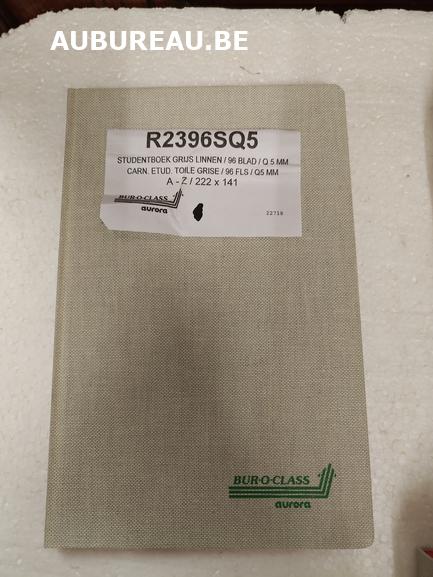 AUBUREAU.BE
R2396SQ5
STUDENTBOEK GRIJS LINNEN / 96 BLAD / Q 5 MM
CARN. ETUD. TOILE GRISE / 96 FLS / Q5 MM
A - Z / 222 x 141
BUR-O-CLASS
aurora
22718
BUR-O-CLASS
aurora